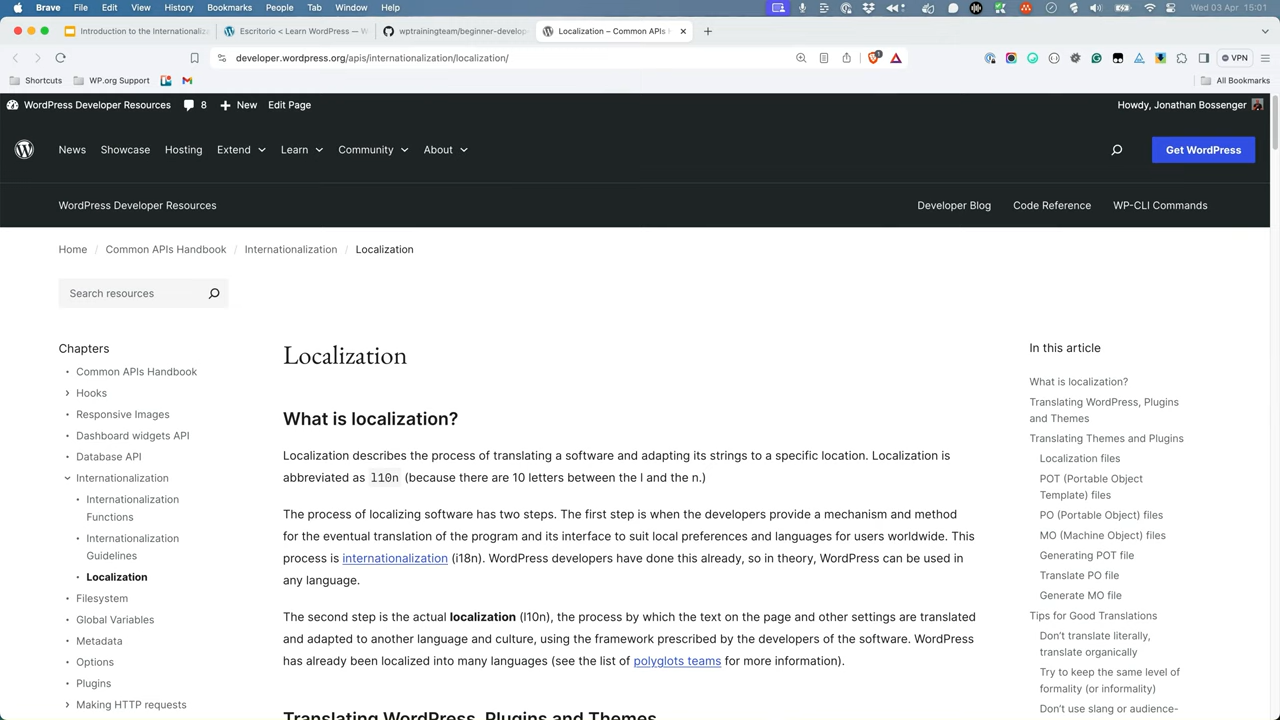 Brave File Edit View History Bookmarks People Tab Window Help
Wed 03 Apr 15:01
Introduction to the Internationaliz
Escritorio < Learn WordPress — W
wptrainingteam/beginner-develop
Localization – Common APIs H
developer.wordpress.org/apis/internationalization/localization/
1
VPN
Shortcuts
WP.org Support
All Bookmarks
WordPress Developer Resources
8
New
Edit Page
Howdy, Jonathan Bossenger
News
Showcase
Hosting
Extend
Learn
Community
About
Get WordPress
WordPress Developer Resources
Developer Blog
Code Reference
WP-CLI Commands
Home / Common APIs Handbook / Internationalization / Localization
Search resources
Chapters
• Common APIs Handbook
Hooks
• Responsive Images
• Dashboard widgets API
• Database API
Internationalization
• Internationalization
Functions
• Internationalization
Guidelines
• Localization
• Filesystem
• Global Variables
• Metadata
• Options
• Plugins
Making HTTP requests
Localization
What is localization?
Localization describes the process of translating a software and adapting its strings to a specific location. Localization is
abbreviated as l10n (because there are 10 letters between the l and the n.)
The process of localizing software has two steps. The first step is when the developers provide a mechanism and method
for the eventual translation of the program and its interface to suit local preferences and languages for users worldwide. This
process is internationalization (i18n). WordPress developers have done this already, so in theory, WordPress can be used in
any language.
The second step is the actual localization (l10n), the process by which the text on the page and other settings are translated
and adapted to another language and culture, using the framework prescribed by the developers of the software. WordPress
has already been localized into many languages (see the list of polyglots teams for more information).
Translating WordPress, Plugins and Themes
In this article
What is localization?
Translating WordPress, Plugins
and Themes
Translating Themes and Plugins
Localization files
POT (Portable Object
Template) files
PO (Portable Object) files
MO (Machine Object) files
Generating POT file
Translate PO file
Generate MO file
Tips for Good Translations
Don't translate literally,
translate organically
Try to keep the same level of
formality (or informality)
Don't use slang or audience-